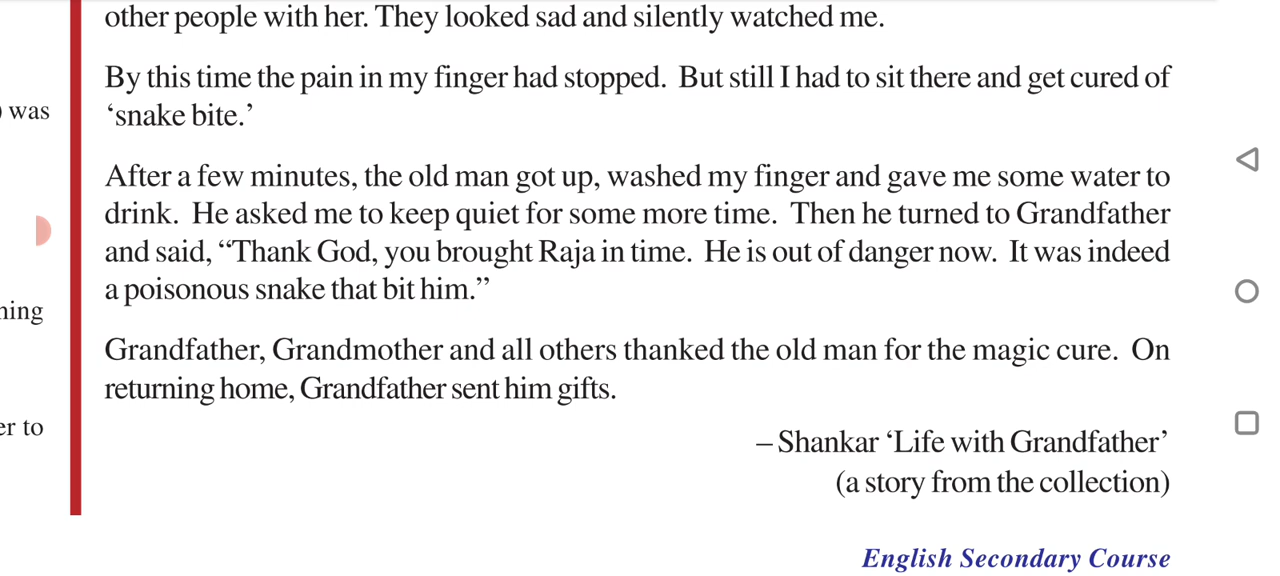 other people with her. They looked sad and silently watched me.
By this time the pain in my finger had stopped. But still I had to sit there and get cured of
was
‘snake bite.’
After a few minutes, the old man got up, washed my finger and gave me some water to
drink. He asked me to keep quiet for some more time. Then he turned to Grandfather
and said, “Thank God, you brought Raja in time. He is out of danger now. It was indeed
a poisonous snake that bit him.”
Grandfather, Grandmother and all others thanked the old man for the magic cure. On
returning home, Grandfather sent him gifts.
er to
– Shankar ‘Life with Grandfather’
(a story from the collection)
English Secondary Course